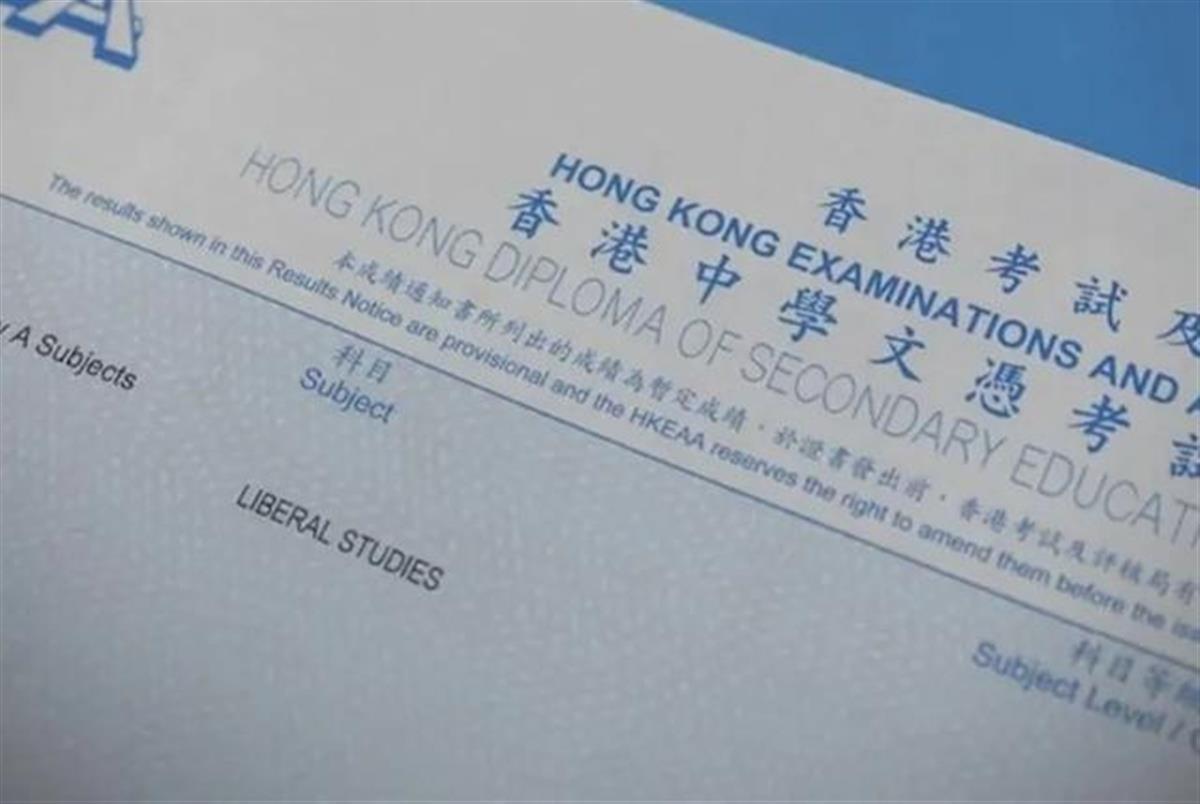 香港考試及
HONG KONG EXAMINATIONS AND
香港中學文憑考試
HONG KONG DIPLOMA OF SECONDARY EDUCATI
本成績通知書所列出的成績為暫定成績，於證書發出前，香港考試及評核局有
The results shown in this Results Notice are provisional and the HKEAA reserves the right to amend them before the
科目
Subject
科目等級
Subject Level /
y A Subjects
LIBERAL STUDIES